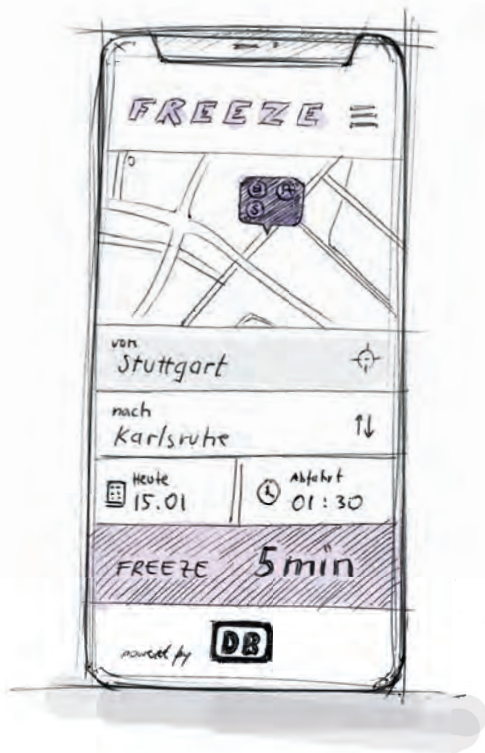 FREEZE
von
Stuttgart
nach
Karlsruhe
Heute
15.01
Abfahrt
01:30
FREEZE 5min
powered by DB